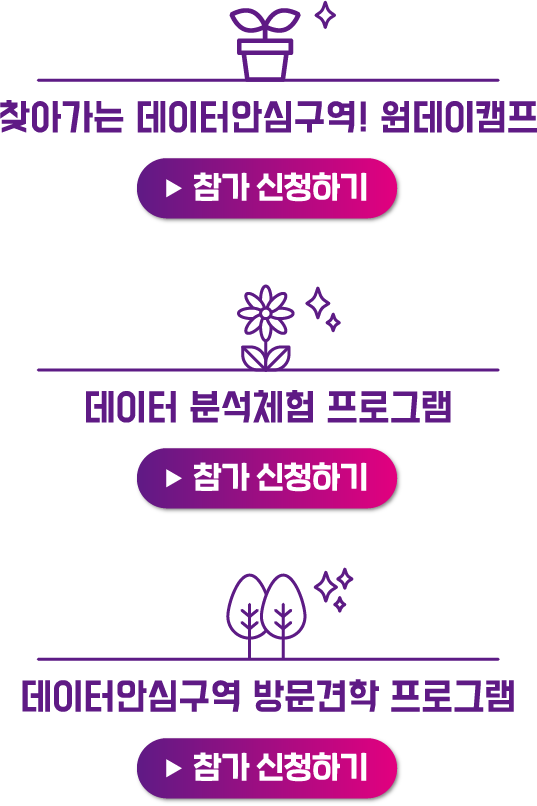 찾아가는 데이터안심구역! 원데이캠프
▶ 참가 신청하기
데이터 분석체험 프로그램
▶ 참가 신청하기
데이터안심구역 방문견학 프로그램
▶ 참가 신청하기